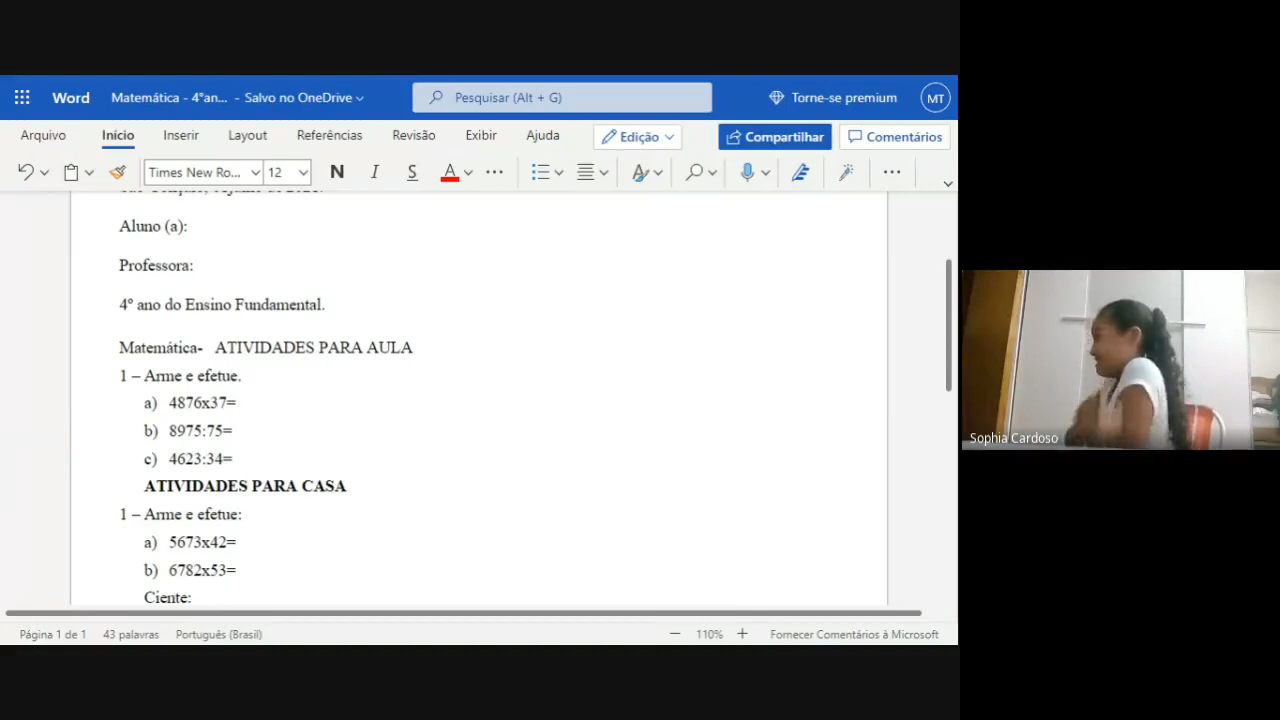 Word Matemática - 4°an... - Salvo no OneDrive Pesquisar (Alt + G) Torne-se premium MT
Arquivo Início Inserir Layout Referências Revisão Exibir Ajuda Edição Compartilhar Comentários
Times New Ro... 12 N I S A ...
Aluno (a):
Professora:
4º ano do Ensino Fundamental.
Matemática- ATIVIDADES PARA AULA
1 – Arme e efetue.
a) 4876x37=
b) 8975:75=
c) 4623:34=
ATIVIDADES PARA CASA
1 – Arme e efetue:
a) 5673x42=
b) 6782x53=
Ciente:
Página 1 de 1 43 palavras Português (Brasil) 110% Fornecer Comentários à Microsoft
Sophia Cardoso